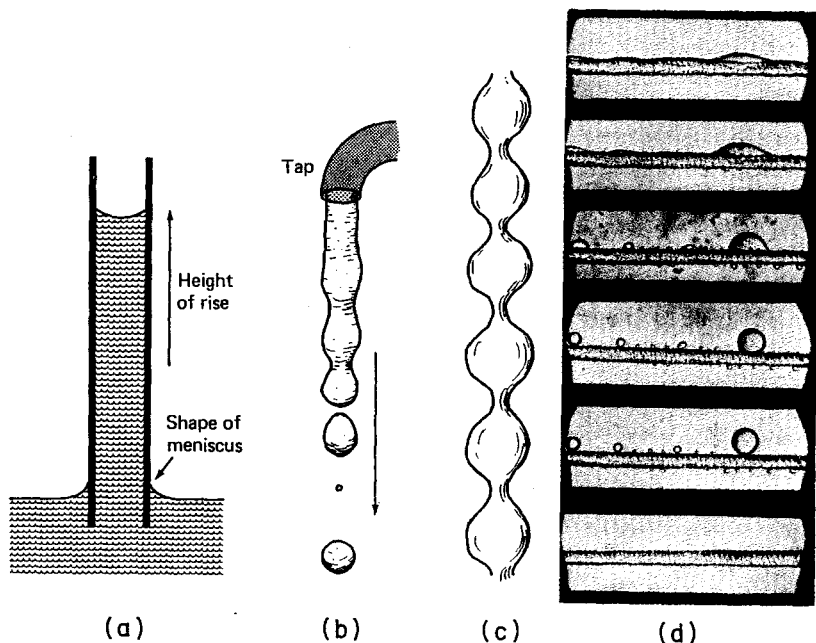 Tap
Height
of rise
Shape of
meniscus
(a)
(b)
(c)
(d)